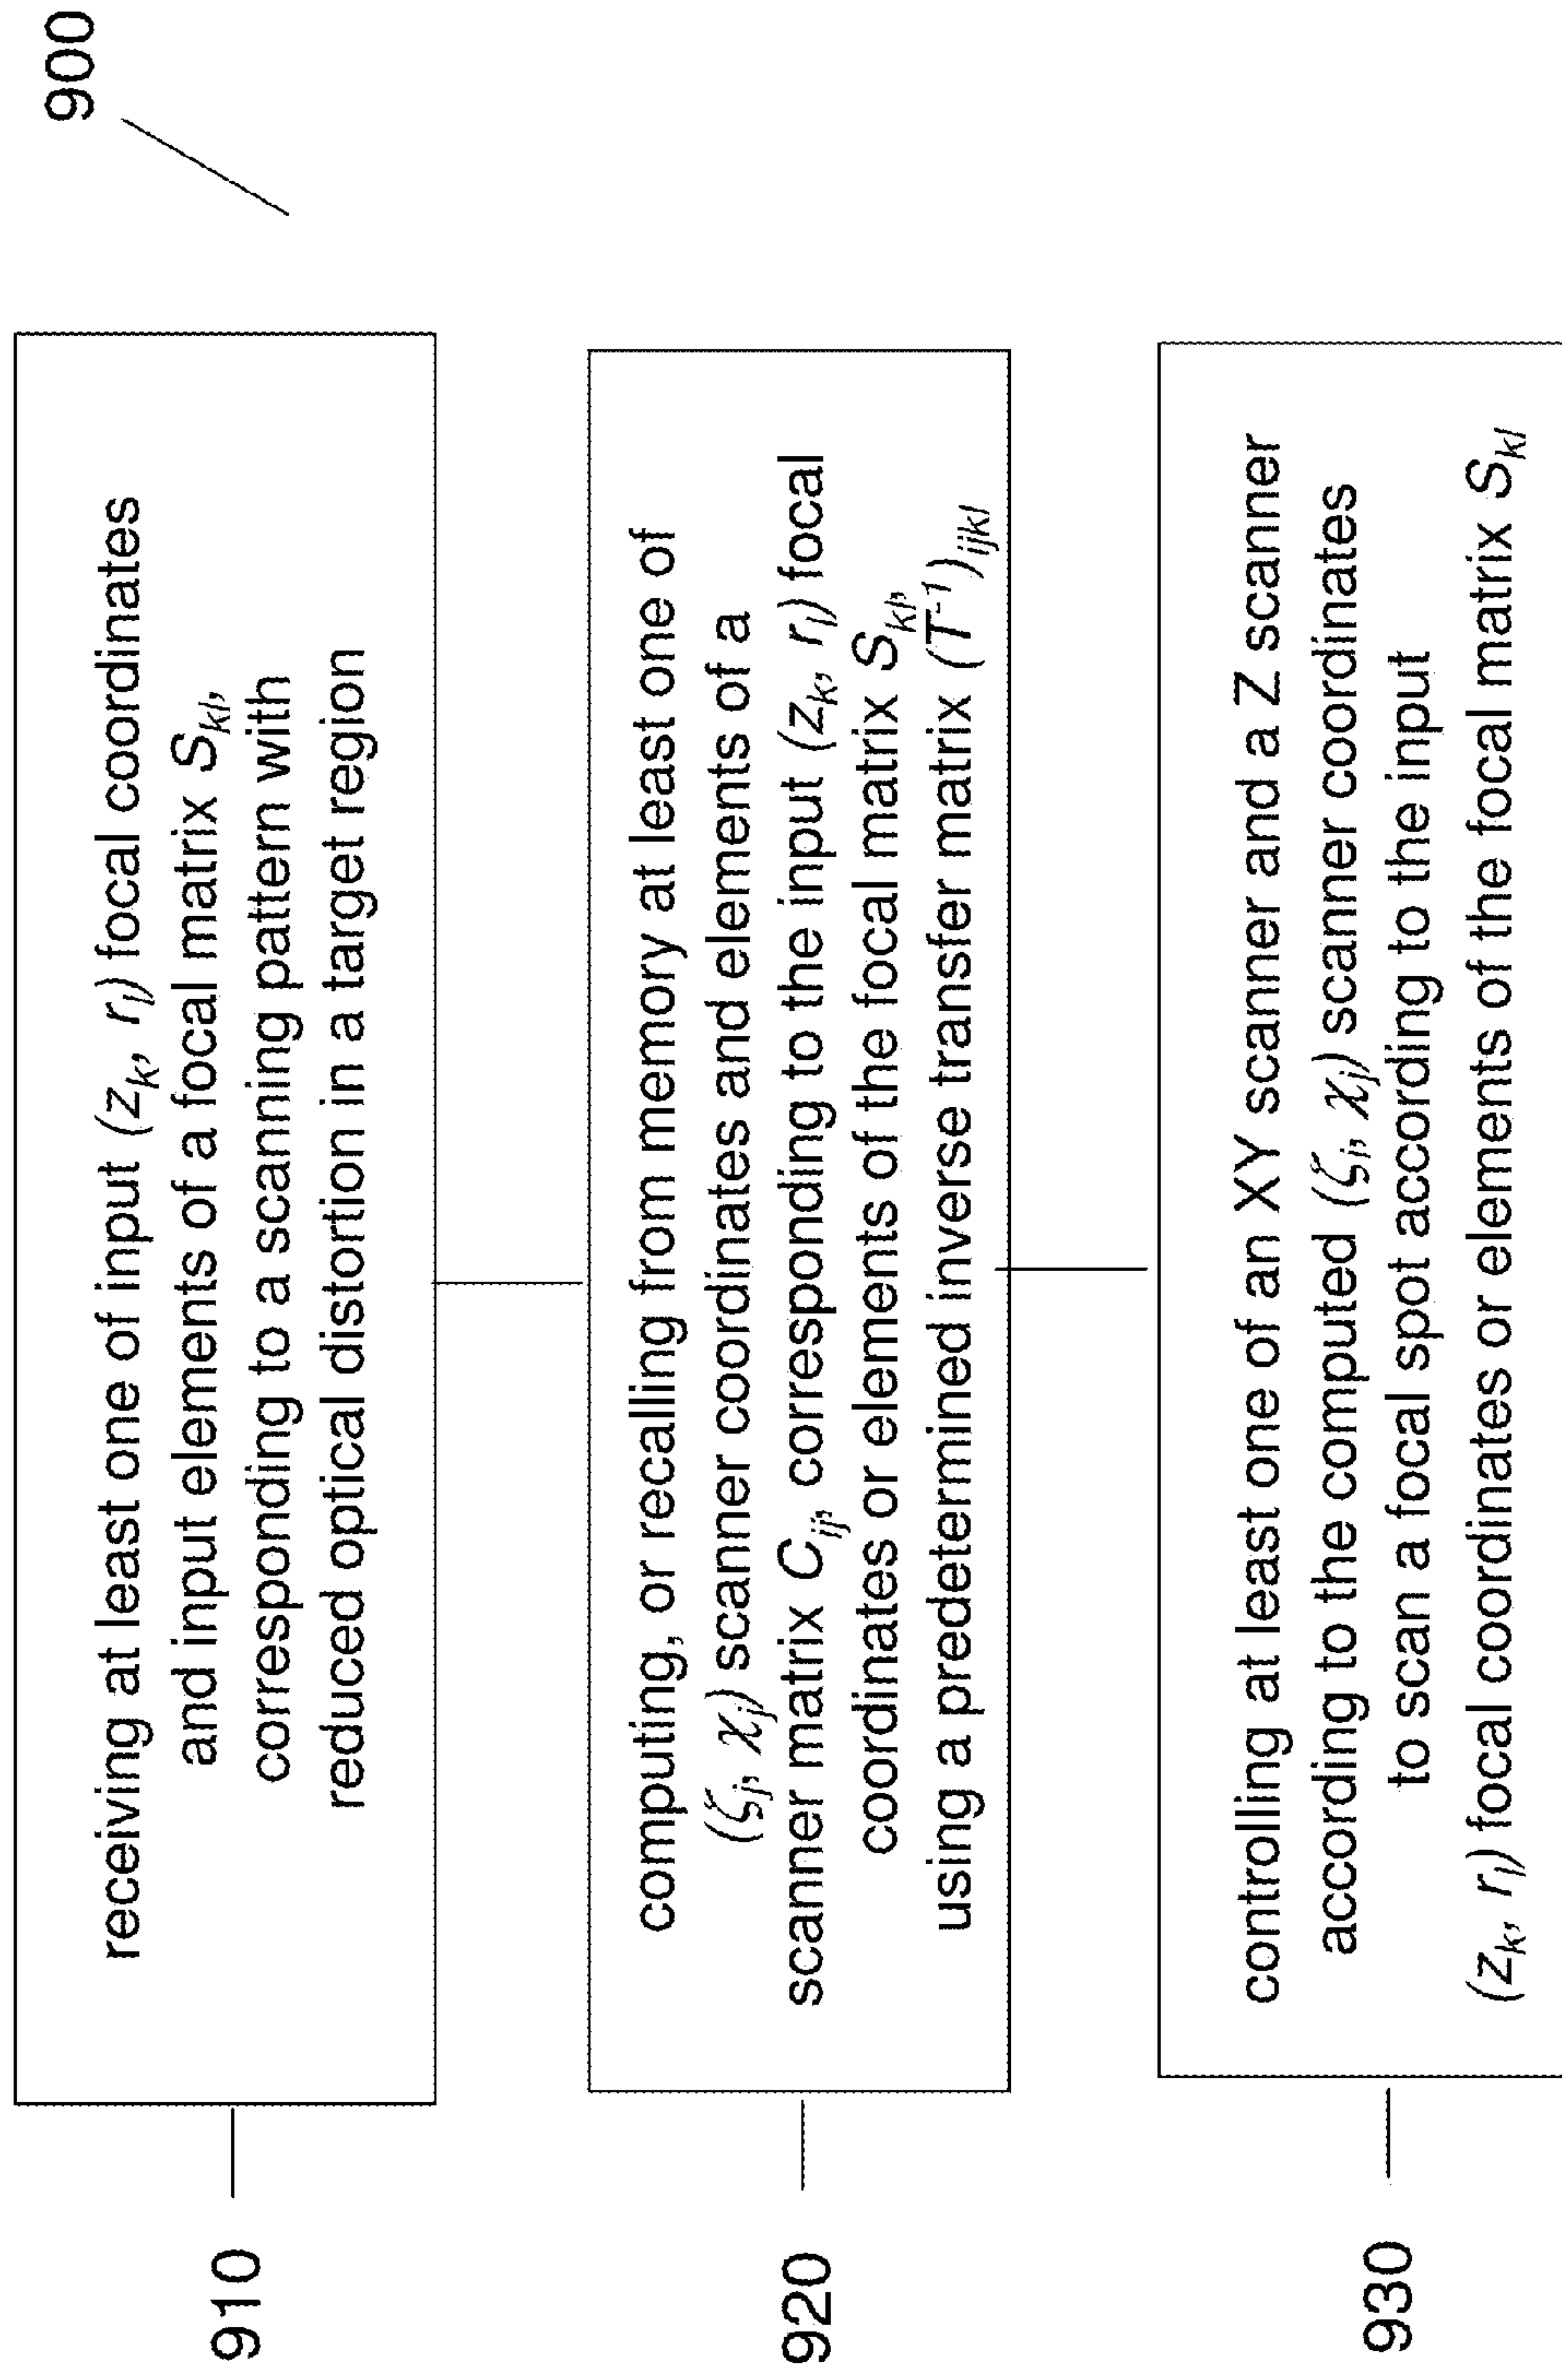 900
910
receiving at least one of input (z_k, r_l) focal coordinates
and input elements of a focal matrix S_kl,
corresponding to a scanning pattern with
reduced optical distortion in a target region
920
computing, or recalling from memory at least one of
(ζ_j, χ_j) scanner coordinates and elements of a
scanner matrix C_ij, corresponding to the input (z_k, r_l) focal
coordinates or elements of the focal matrix S_kl,
using a predetermined inverse transfer matrix (T^-1)_ijkl
930
controlling at least one of an XY scanner and a Z scanner
according to the computed (ζ_i, χ_j) scanner coordinates
to scan a focal spot according to the input
(z_k, r_l) focal coordinates or elements of the focal matrix S_kl